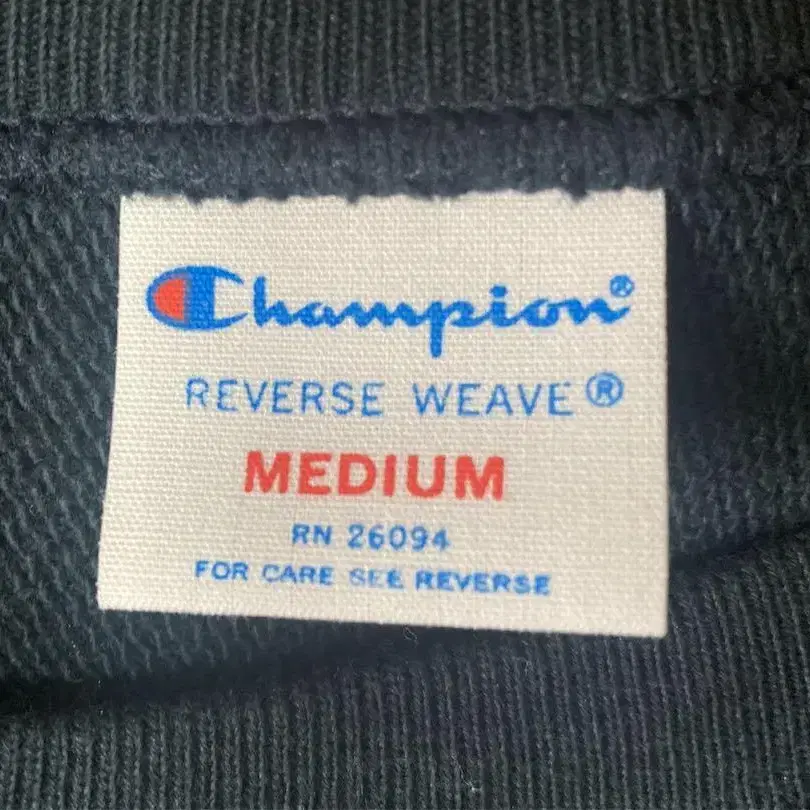 Champion®
REVERSE WEAVE®
MEDIUM
RN 26094
FOR CARE SEE REVERSE